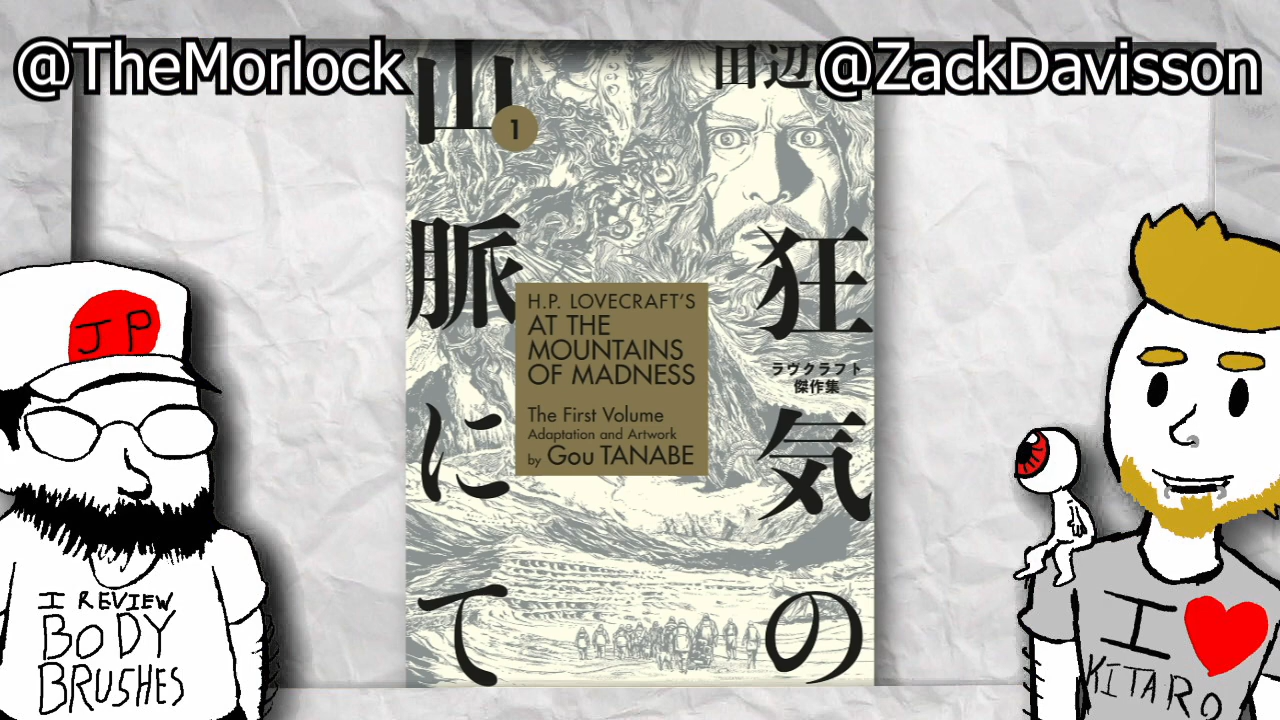 @TheMorlock
@ZackDavisson
田辺
狂気の
山脈にて
1
ラヴクラフト
傑作集
H.P. LOVECRAFT'S
AT THE
MOUNTAINS
OF MADNESS
The First Volume
Adaptation and Artwork
by Gou TANABE
JP
I REVIEW
BODY
BRUSHES
I
KITARO